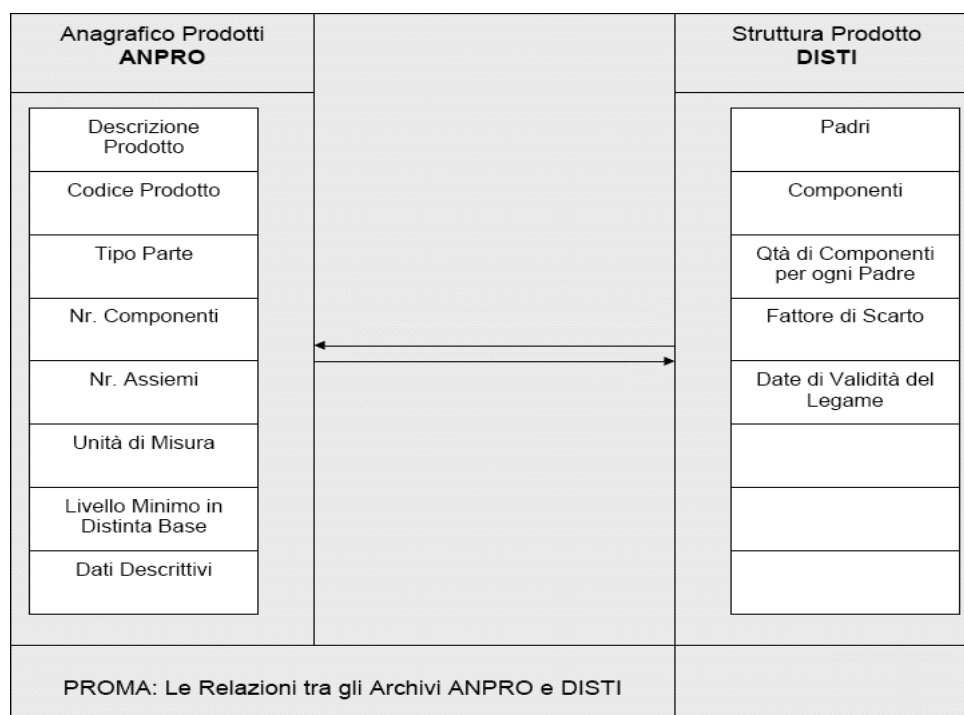 Anagrafico Prodotti
ANPRO
Descrizione
Prodotto
Codice Prodotto
Tipo Parte
Nr. Componenti
Nr. Assiemi
Unità di Misura
Livello Minimo in
Distinta Base
Dati Descrittivi
Struttura Prodotto
DISTI
Padri
Componenti
Qtà di Componenti
per ogni Padre
Fattore di Scarto
Date di Validità del
Legame
PROMA: Le Relazioni tra gli Archivi ANPRO e DISTI